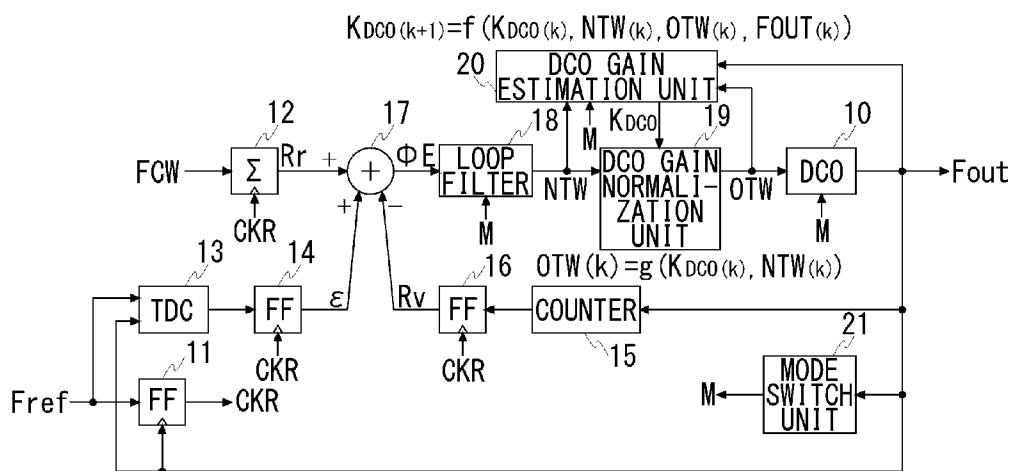 KDCO(k+1)=f(KDCO(k),NTW(k),OTW(k),FOUT(k))
20
DCO GAIN
ESTIMATION UNIT
12
17
18
M
KDCO
19
10
FCW
Σ
Rr
+
+
ΦE
LOOP
FILTER
NTW
DCO GAIN
NORMALI-
ZATION
UNIT
OTW
DCO
Fout
+
−
CKR
M
M
13
14
16
OTW(k)=g(KDCO(k),NTW(k))
TDC
FF
ε
Rv
FF
COUNTER
21
11
CKR
CKR
15
MODE
SWITCH
UNIT
M
Fref
FF
CKR